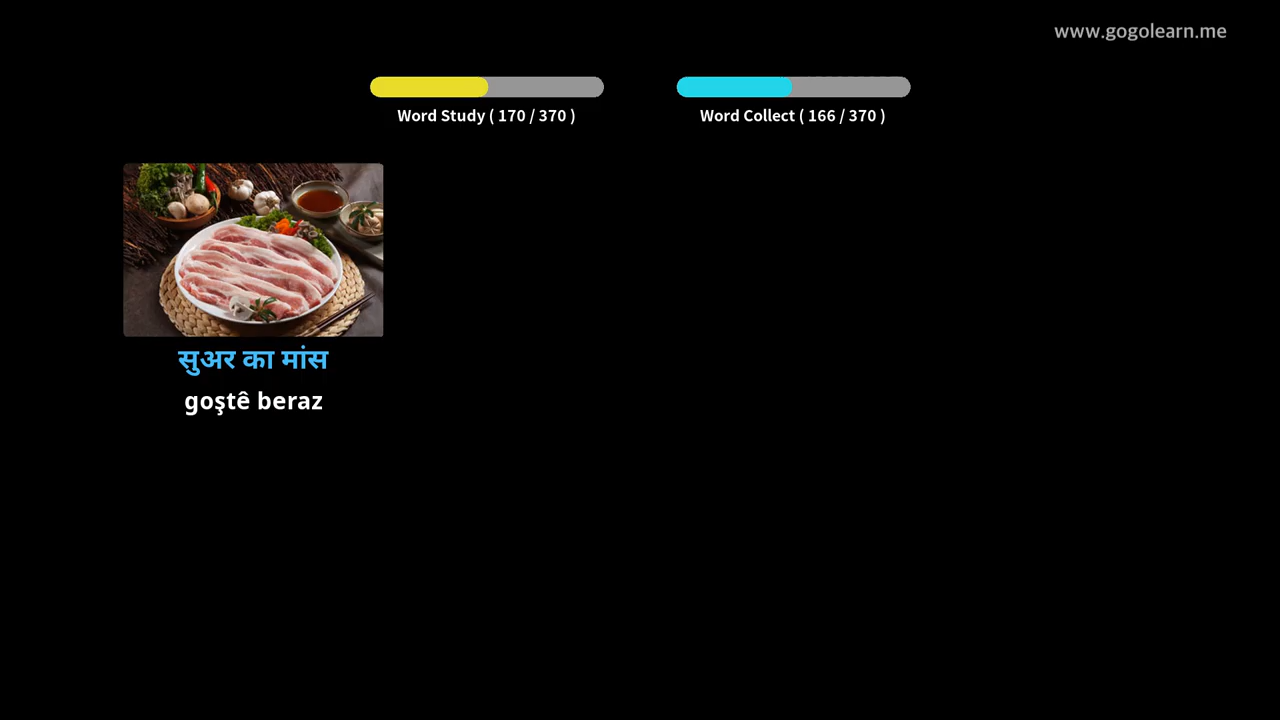 www.gogolearn.me
Word Study ( 170 / 370 )
Word Collect ( 166 / 370 )
सुअर का मांस
goştê beraz